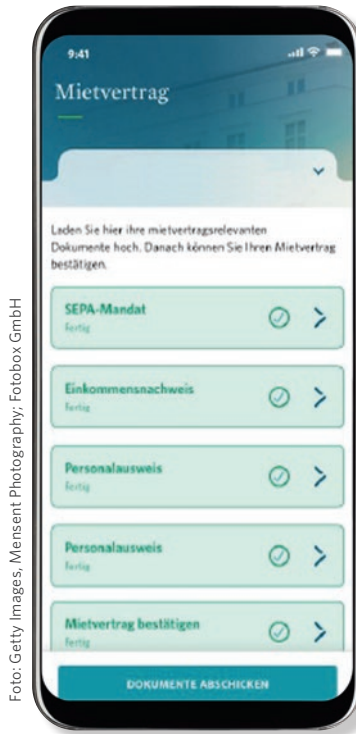 9:41
Mietvertrag
Laden Sie hier ihre mietvertragsrelevanten
Dokumente hoch. Danach können Sie Ihren Mietvertrag
bestätigen.
SEPA-Mandat
Fertig
Einkommensnachweis
Fertig
Personalausweis
Fertig
Personalausweis
Fertig
Mietvertrag bestätigen
Fertig
DOKUMENTE ABSCHICKEN
Foto: Getty Images, Mensent Photography; Fotobox GmbH